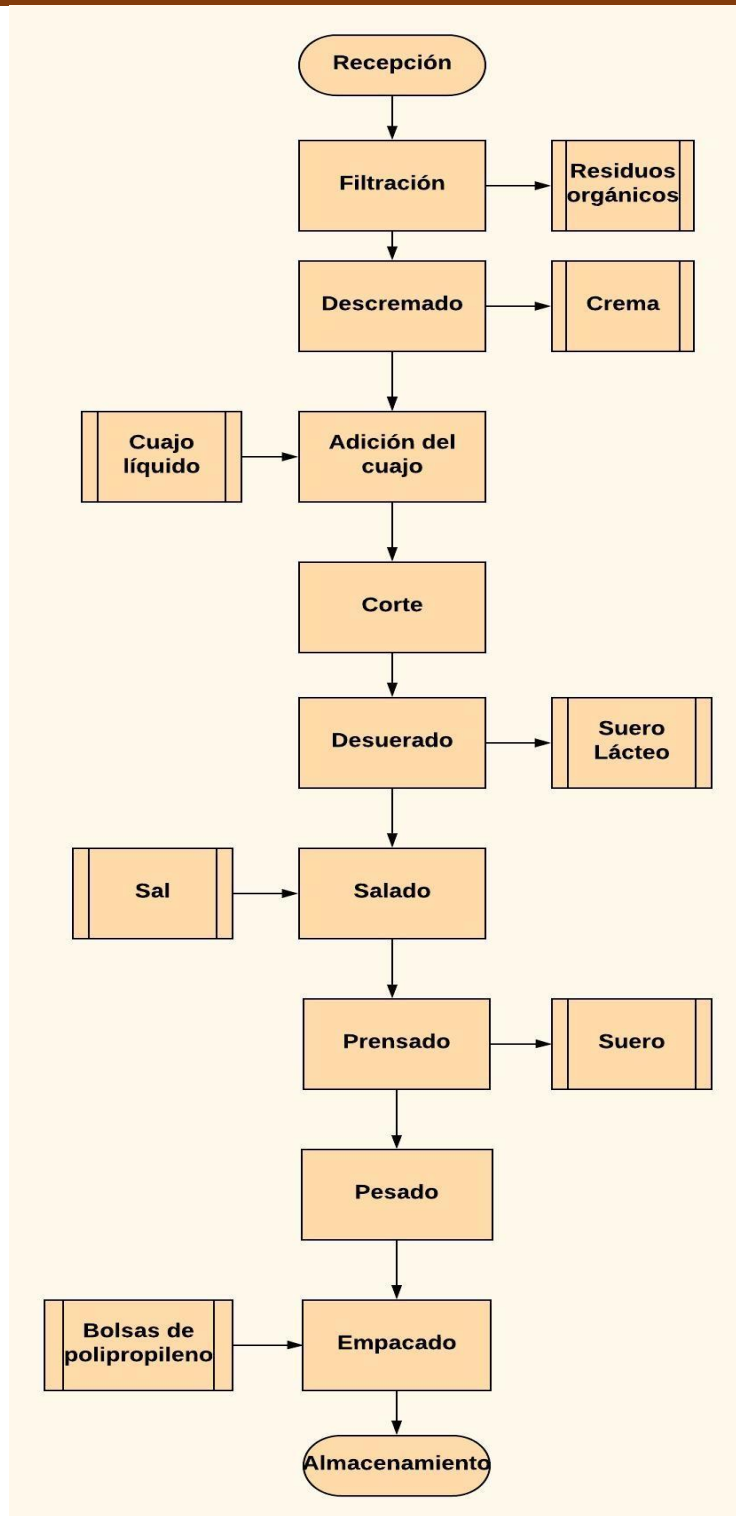 Recepción
Filtración
Residuos
orgánicos
Descremado
Crema
Cuajo
líquido
Adición del
cuajo
Corte
Desuerado
Suero
Lácteo
Sal
Salado
Prensado
Suero
Pesado
Bolsas de
polipropileno
Empacado
Almacenamiento